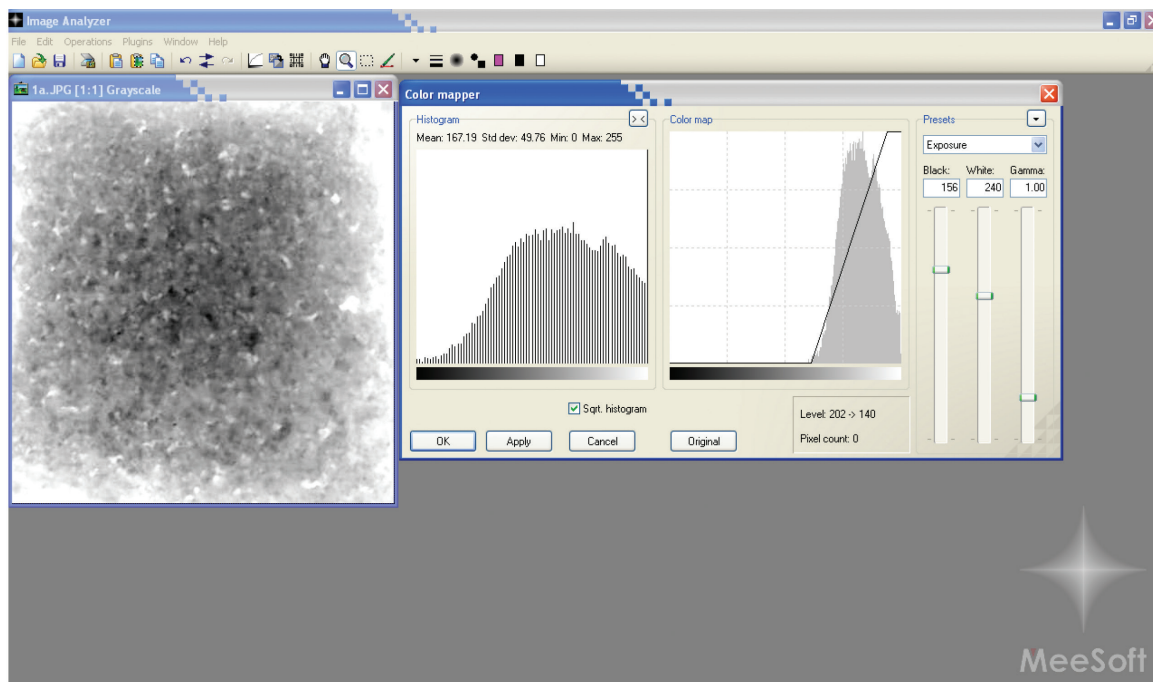 Image Analyzer
File Edit Operations Plugins Window Help
1a.JPG [1:1] Grayscale
Color mapper
Histogram
> <
Mean: 167.19 Std dev: 49.76 Min: 0 Max: 255
Color map
Presets
Exposure
Black: White: Gamma:
156 240 1.00
Sqrt. histogram
Level: 202 -> 140
OK Apply Cancel Original
Pixel count: 0
MeeSoft